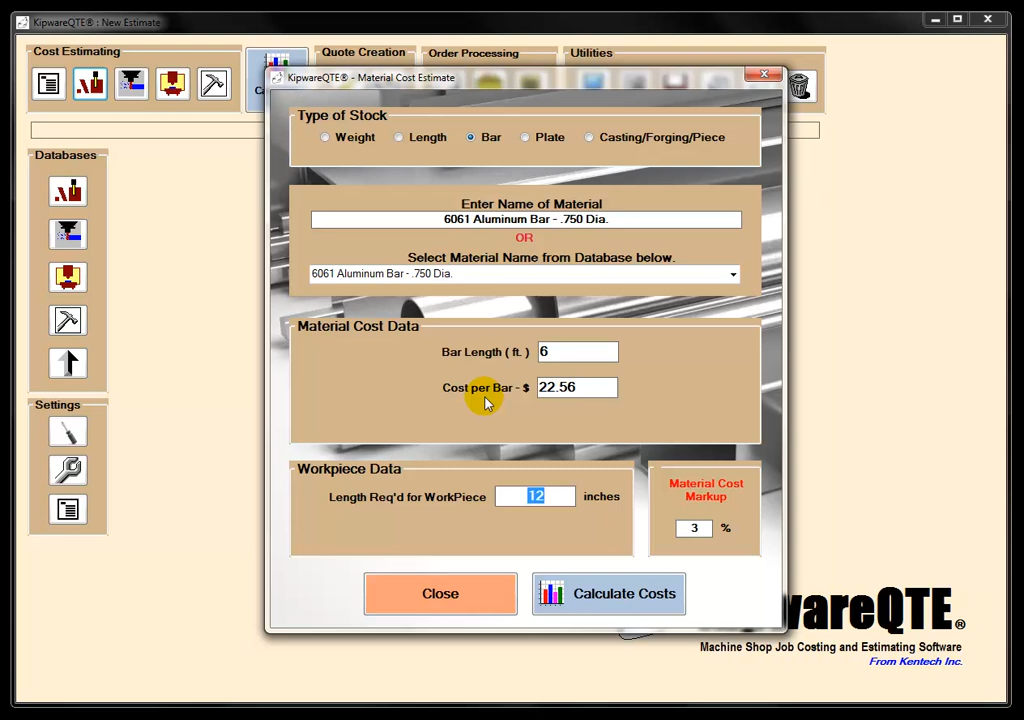 KipwareQTE® : New Estimate
Cost Estimating
Quote Creation
Order Processing
Utilities
KipwareQTE® - Material Cost Estimate
Type of Stock
Weight
Length
Bar
Plate
Casting/Forging/Piece
Databases
Enter Name of Material
6061 Aluminum Bar - .750 Dia.
OR
Select Material Name from Database below.
6061 Aluminum Bar - .750 Dia.
Material Cost Data
Bar Length ( ft. ) 6
Cost per Bar - $ 22.56
Settings
Workpiece Data
Length Req'd for WorkPiece 12 inches
Material Cost
Markup
3 %
Close
Calculate Costs
wareQTE®
Machine Shop Job Costing and Estimating Software
From Kentech Inc.